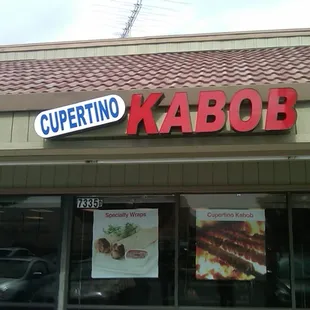 CUPERTINO KABOB
7335
Specialty Wraps
Cupertino Kabob